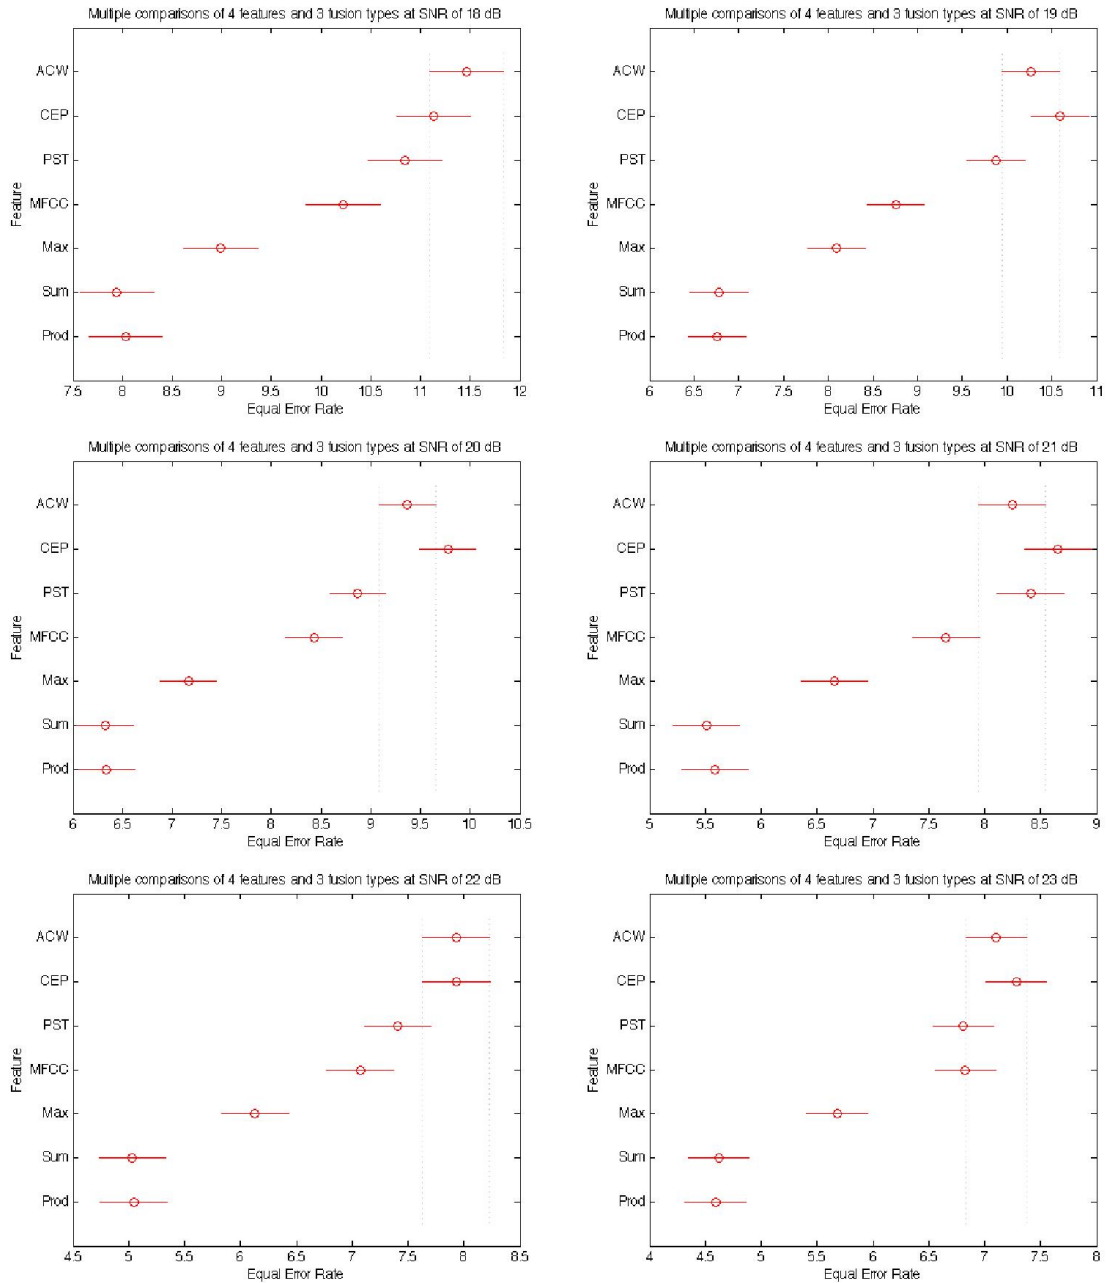 Multiple comparisons of 4 features and 3 fusion types at SNR of 18 dB
ACW
CEP
PST
MFCC
Max
Sum
Prod
Feature
7.5 8 8.5 9 9.5 10 10.5 11 11.5 12
Equal Error Rate
Multiple comparisons of 4 features and 3 fusion types at SNR of 19 dB
ACW
CEP
PST
MFCC
Max
Sum
Prod
Feature
6 6.5 7 7.5 8 8.5 9 9.5 10 10.5 11
Equal Error Rate
Multiple comparisons of 4 features and 3 fusion types at SNR of 20 dB
ACW
CEP
PST
MFCC
Max
Sum
Prod
Feature
6 6.5 7 7.5 8 8.5 9 9.5 10 10.5
Equal Error Rate
Multiple comparisons of 4 features and 3 fusion types at SNR of 21 dB
ACW
CEP
PST
MFCC
Max
Sum
Prod
Feature
5 5.5 6 6.5 7 7.5 8 8.5 9
Equal Error Rate
Multiple comparisons of 4 features and 3 fusion types at SNR of 22 dB
ACW
CEP
PST
MFCC
Max
Sum
Prod
Feature
4.5 5 5.5 6 6.5 7 7.5 8 8.5
Equal Error Rate
Multiple comparisons of 4 features and 3 fusion types at SNR of 23 dB
ACW
CEP
PST
MFCC
Max
Sum
Prod
Feature
4 4.5 5 5.5 6 6.5 7 7.5 8
Equal Error Rate